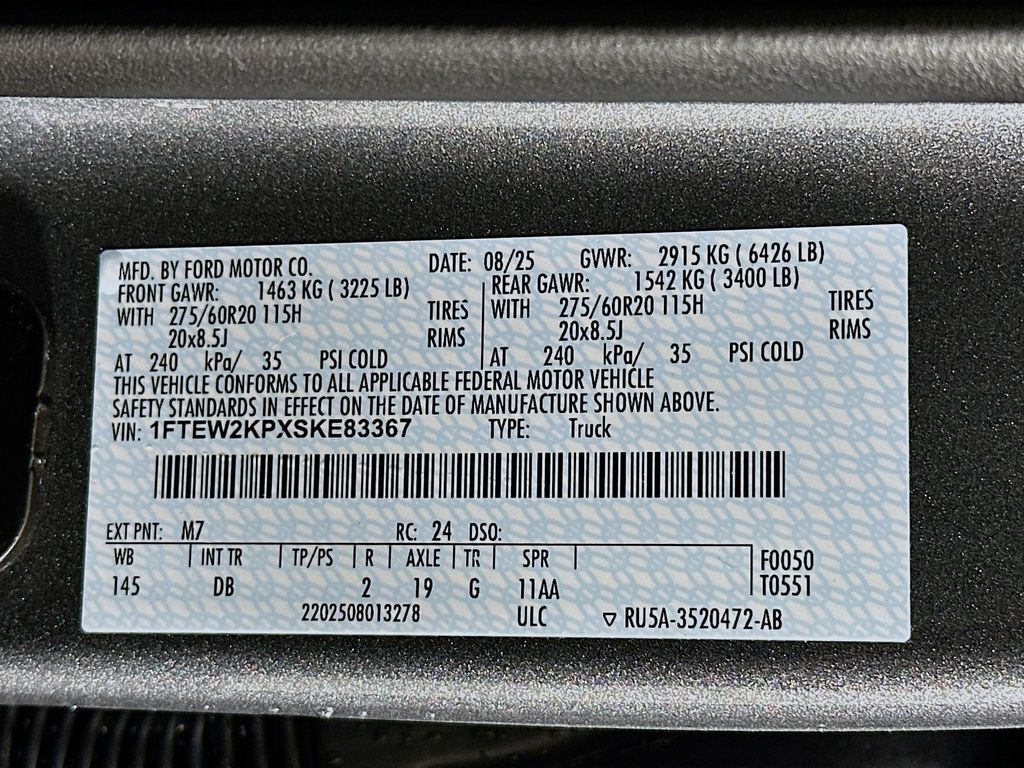 MFD. BY FORD MOTOR CO. DATE: 08/25 GVWR: 2915 KG ( 6426 LB)
FRONT GAWR: 1463 KG ( 3225 LB) REAR GAWR: 1542 KG ( 3400 LB)
WITH 275/60R20 115H TIRES WITH 275/60R20 115H TIRES
20x8.5J RIMS 20x8.5J RIMS
AT 240 kPa/ 35 PSI COLD AT 240 kPa/ 35 PSI COLD
THIS VEHICLE CONFORMS TO ALL APPLICABLE FEDERAL MOTOR VEHICLE
SAFETY STANDARDS IN EFFECT ON THE DATE OF MANUFACTURE SHOWN ABOVE.
VIN: 1FTEW2KPXSKE83367 TYPE: Truck
EXT PNT: M7 RC: 24 DSO:
WB INT TR TP/PS R AXLE TR SPR F0050
145 DB 2 19 G 11AA T0551
2202508013278 ULC ▽ RU5A-3520472-AB